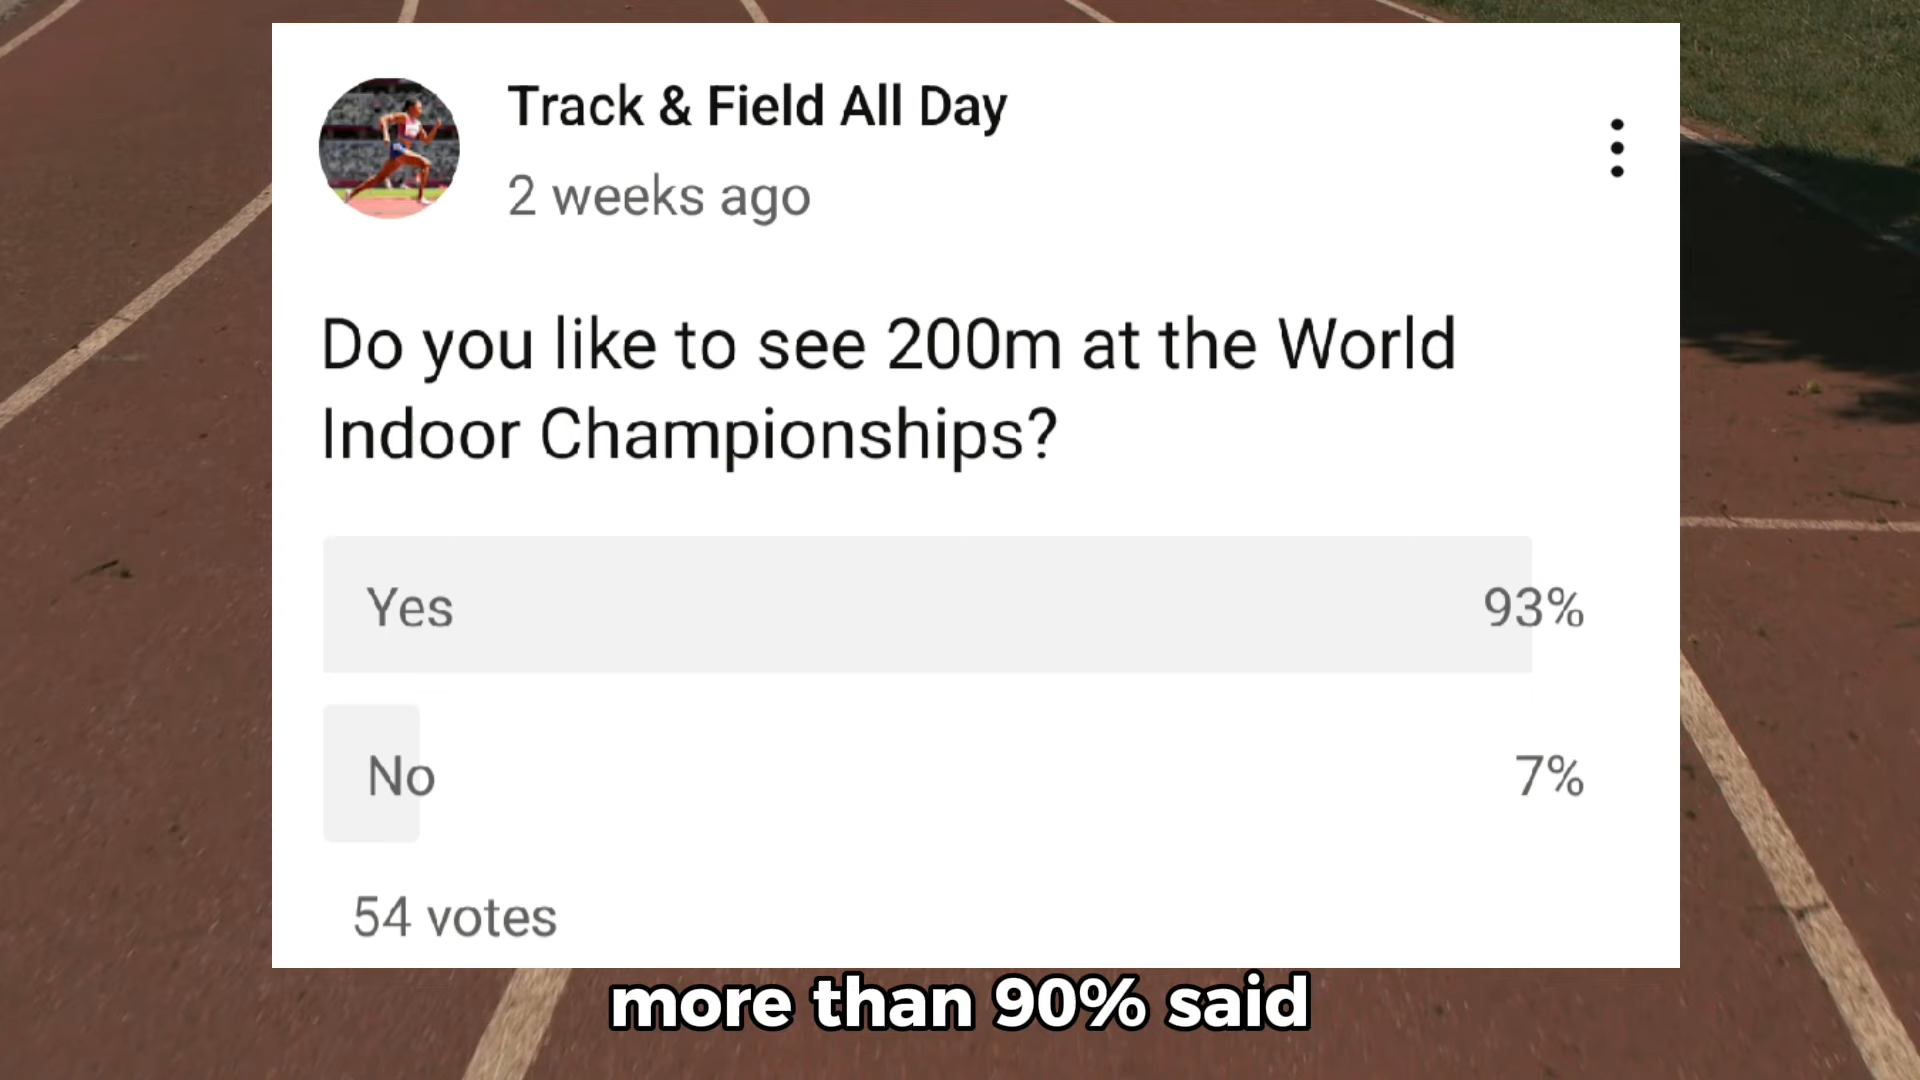 Track & Field All Day
2 weeks ago
Do you like to see 200m at the World
Indoor Championships?
Yes 93%
No 7%
54 votes
more than 90% said